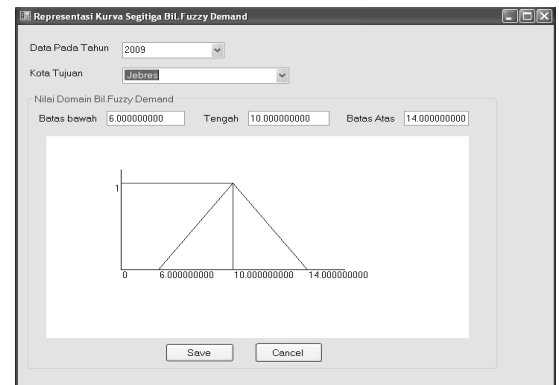 Representasi Kurva Segitiga Bil.Fuzzy Demand
Data Pada Tahun 2009
Kota Tujuan Jebres
Nilai Domain Bil.Fuzzy Demand
Batas bawah 6.000000000 Tengah 10.000000000 Batas Atas 14.000000000
1
0 6.000000000 10.000000000 14.000000000
Save Cancel